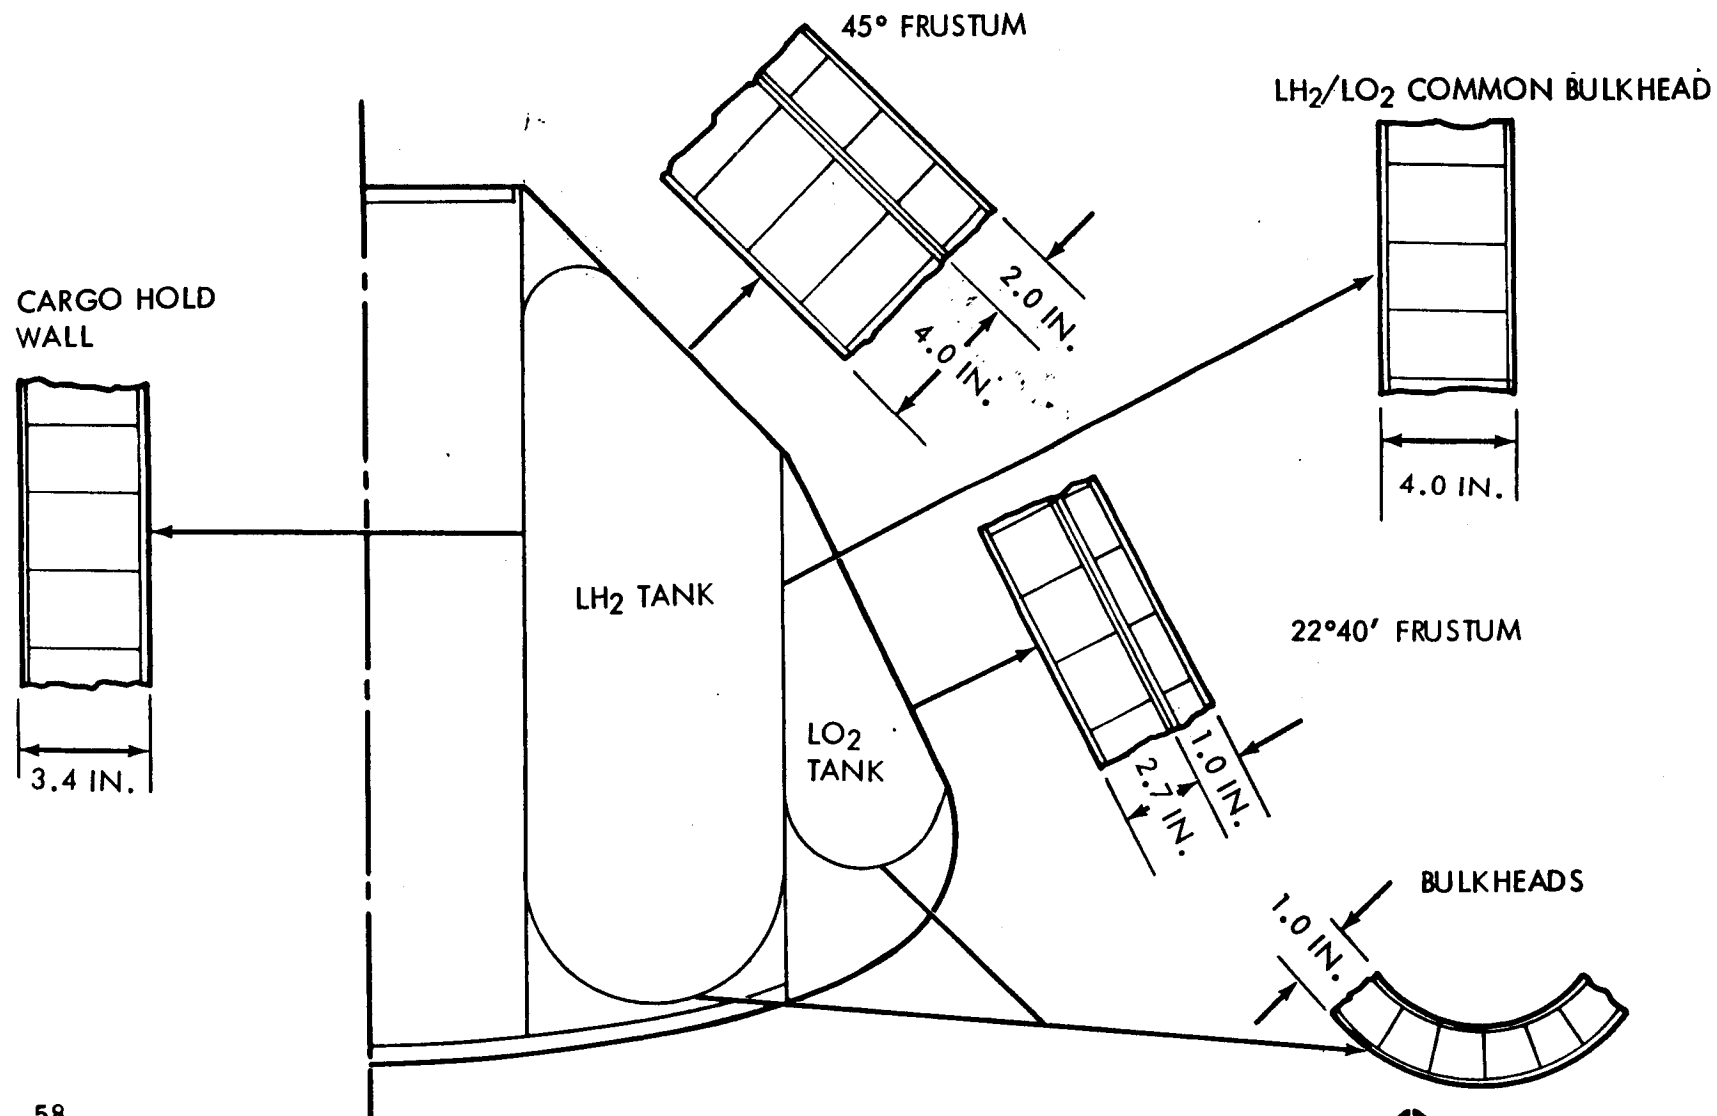 45° FRUSTUM
LH2/LO2 COMMON BULKHEAD
CARGO HOLD
WALL
2.0 IN.
4.0 IN.
4.0 IN.
LH2 TANK
22°40' FRUSTUM
LO2
TANK
3.4 IN.
1.0 IN.
2.7 IN.
BULKHEADS
1.0 IN.
58